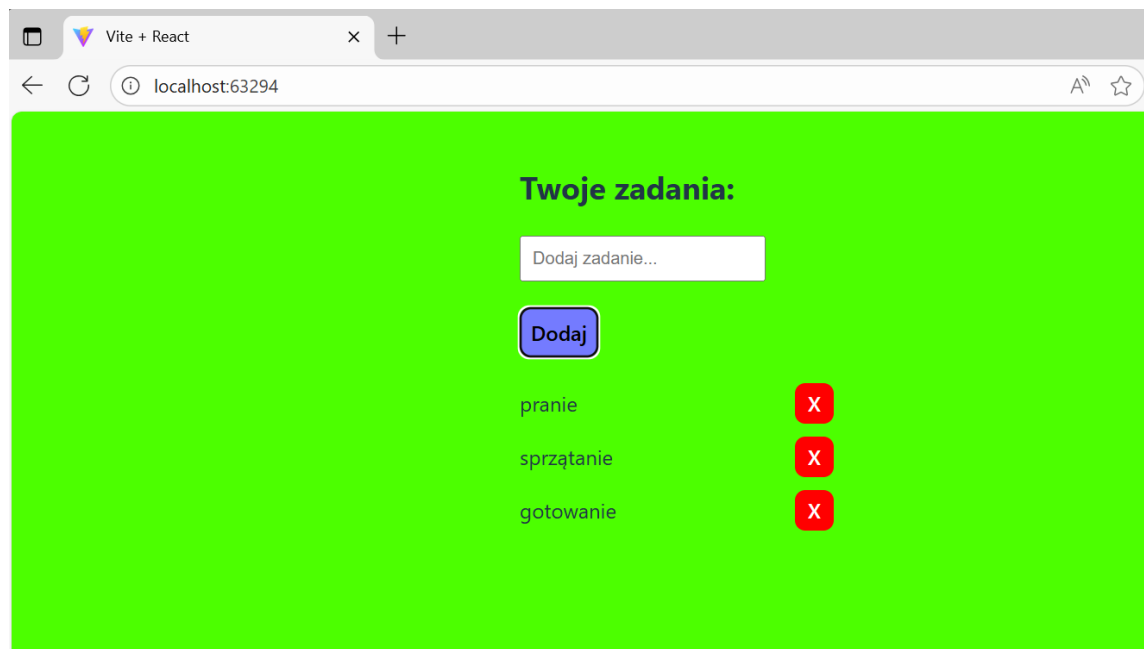 Vite + React
localhost:63294
Twoje zadania:
Dodaj zadanie...
Dodaj
pranie X
sprzątanie X
gotowanie X